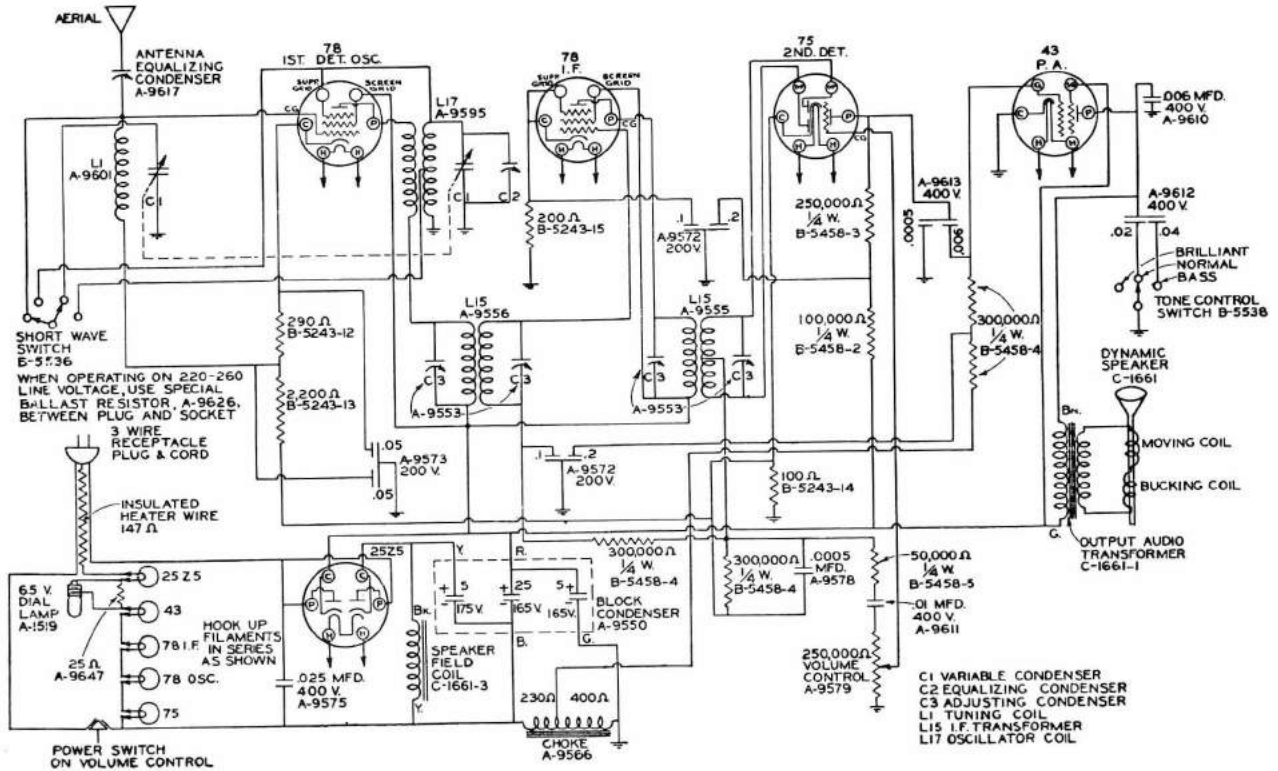 AERIAL
ANTENNA
EQUALIZING
CONDENSER
A-9617
78
1ST. DET. OSC.
SUPP. GRID
SCREEN GRID
CG.
C
P
H
H
L17
A-9595
78
I.F.
SUPP. GRID
SCREEN GRID
C
P
CG
H
H
75
2ND. DET.
C
P
CG
H
H
43
P. A.
C
P
H
H
.006 MFD.
400 V.
A-9610
L1
A-9601
C1
C1
C2
200 Ω
B-5243-15
.1
.2
A-9572
200 V.
250,000 Ω
1/4 W.
B-5458-3
A-9613
400 V.
.0005
.006
A-9612
400 V.
.02
.04
BRILLIANT
NORMAL
BASS
TONE CONTROL
SWITCH B-5538
SHORT WAVE
SWITCH
B-5536
290 Ω
B-5243-12
L15
A-9556
C3
C3
A-9553
L15
A-9555
C3
C3
A-9553
100,000 Ω
1/4 W.
B-5458-2
300,000 Ω
1/4 W.
B-5458-4
DYNAMIC
SPEAKER
C-1661
WHEN OPERATING ON 220-260
LINE VOLTAGE, USE SPECIAL
BALLAST RESISTOR, A-9626,
BETWEEN PLUG AND SOCKET
2,200 Ω
B-5243-13
3 WIRE
RECEPTACLE
PLUG & CORD
.05
A-9573
200 V.
.05
.1
.2
A-9572
200 V.
100 Ω
B-5243-14
BN.
MOVING COIL
BUCKING COIL
G.
OUTPUT AUDIO
TRANSFORMER
C-1661-1
INSULATED
HEATER WIRE
147 Ω
25Z5
C
C
P
P
H
H
Y.
R.
5
175 V.
25
165 V.
5
165 V.
BLOCK
CONDENSER
A-9550
B.
G.
300,000 Ω
1/4 W.
B-5458-4
300,000 Ω
1/4 W.
B-5458-4
.0005
MFD.
A-9578
50,000 Ω
1/4 W.
B-5458-5
.01 MFD.
400 V.
A-9611
250,000 Ω
VOLUME
CONTROL
A-9579
6.5 V.
DIAL
LAMP
A-1519
25 Z 5
43
78 I.F.
78 OSC.
75
25 Ω
A-9647
HOOK UP
FILAMENTS
IN SERIES
AS SHOWN
.025 MFD.
400 V.
A-9575
BK.
SPEAKER
FIELD
COIL
C-1661-3
Y.
230 Ω
400 Ω
CHOKE
A-9566
POWER SWITCH
ON VOLUME CONTROL
C1 VARIABLE CONDENSER
C2 EQUALIZING CONDENSER
C3 ADJUSTING CONDENSER
L1 TUNING COIL
L15 I.F. TRANSFORMER
L17 OSCILLATOR COIL